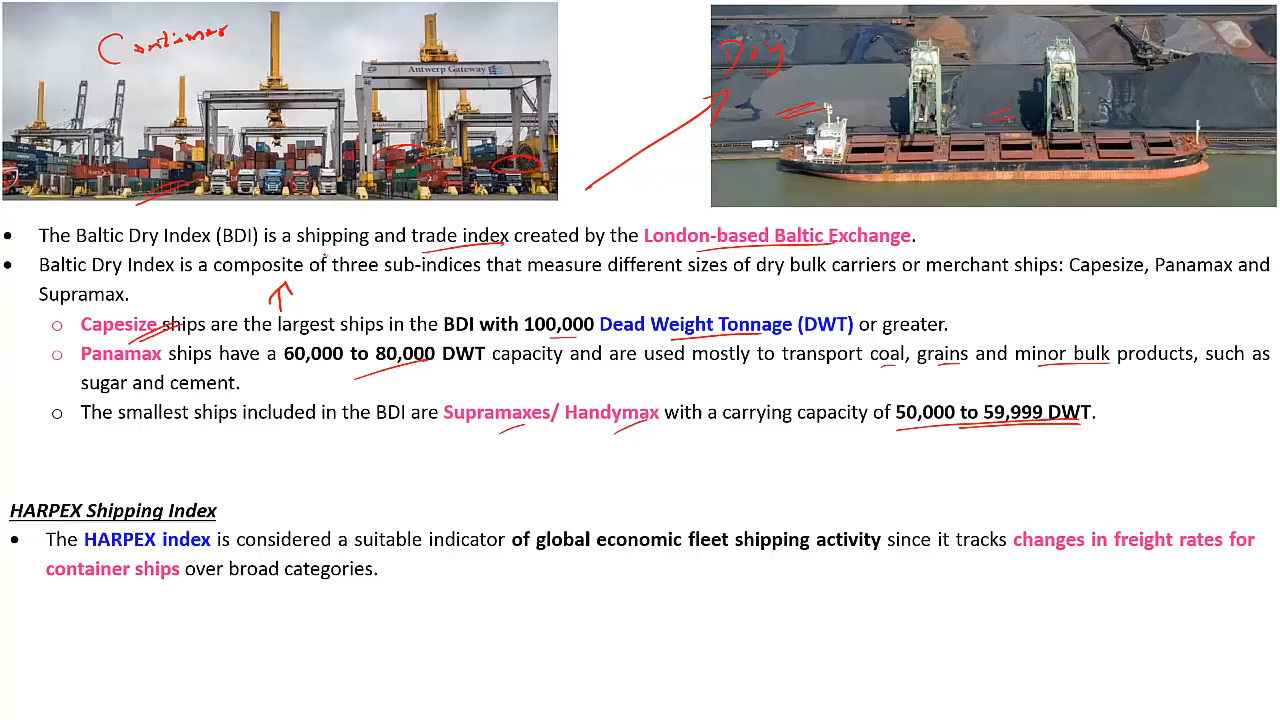 Container
Antwerp Gateway
Dry
• The Baltic Dry Index (BDI) is a shipping and trade index created by the London-based Baltic Exchange.
• Baltic Dry Index is a composite of three sub-indices that measure different sizes of dry bulk carriers or merchant ships: Capesize, Panamax and
Supramax.
o Capesize ships are the largest ships in the BDI with 100,000 Dead Weight Tonnage (DWT) or greater.
o Panamax ships have a 60,000 to 80,000 DWT capacity and are used mostly to transport coal, grains and minor bulk products, such as
sugar and cement.
o The smallest ships included in the BDI are Supramaxes/ Handymax with a carrying capacity of 50,000 to 59,999 DWT.
HARPEX Shipping Index
• The HARPEX index is considered a suitable indicator of global economic fleet shipping activity since it tracks changes in freight rates for
container ships over broad categories.